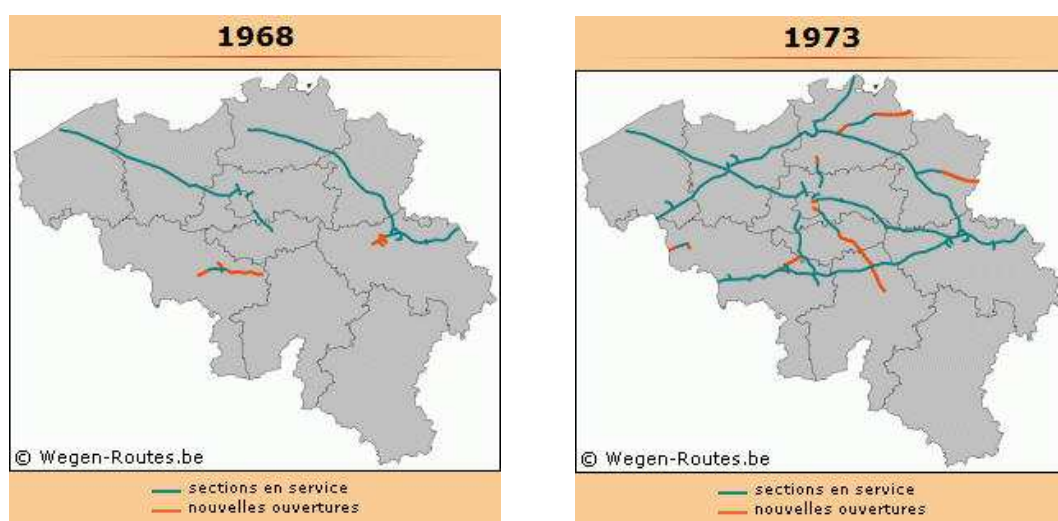 1968
© Wegen-Routes.be
sections en service
nouvelles ouvertures
1973
© Wegen-Routes.be
sections en service
nouvelles ouvertures